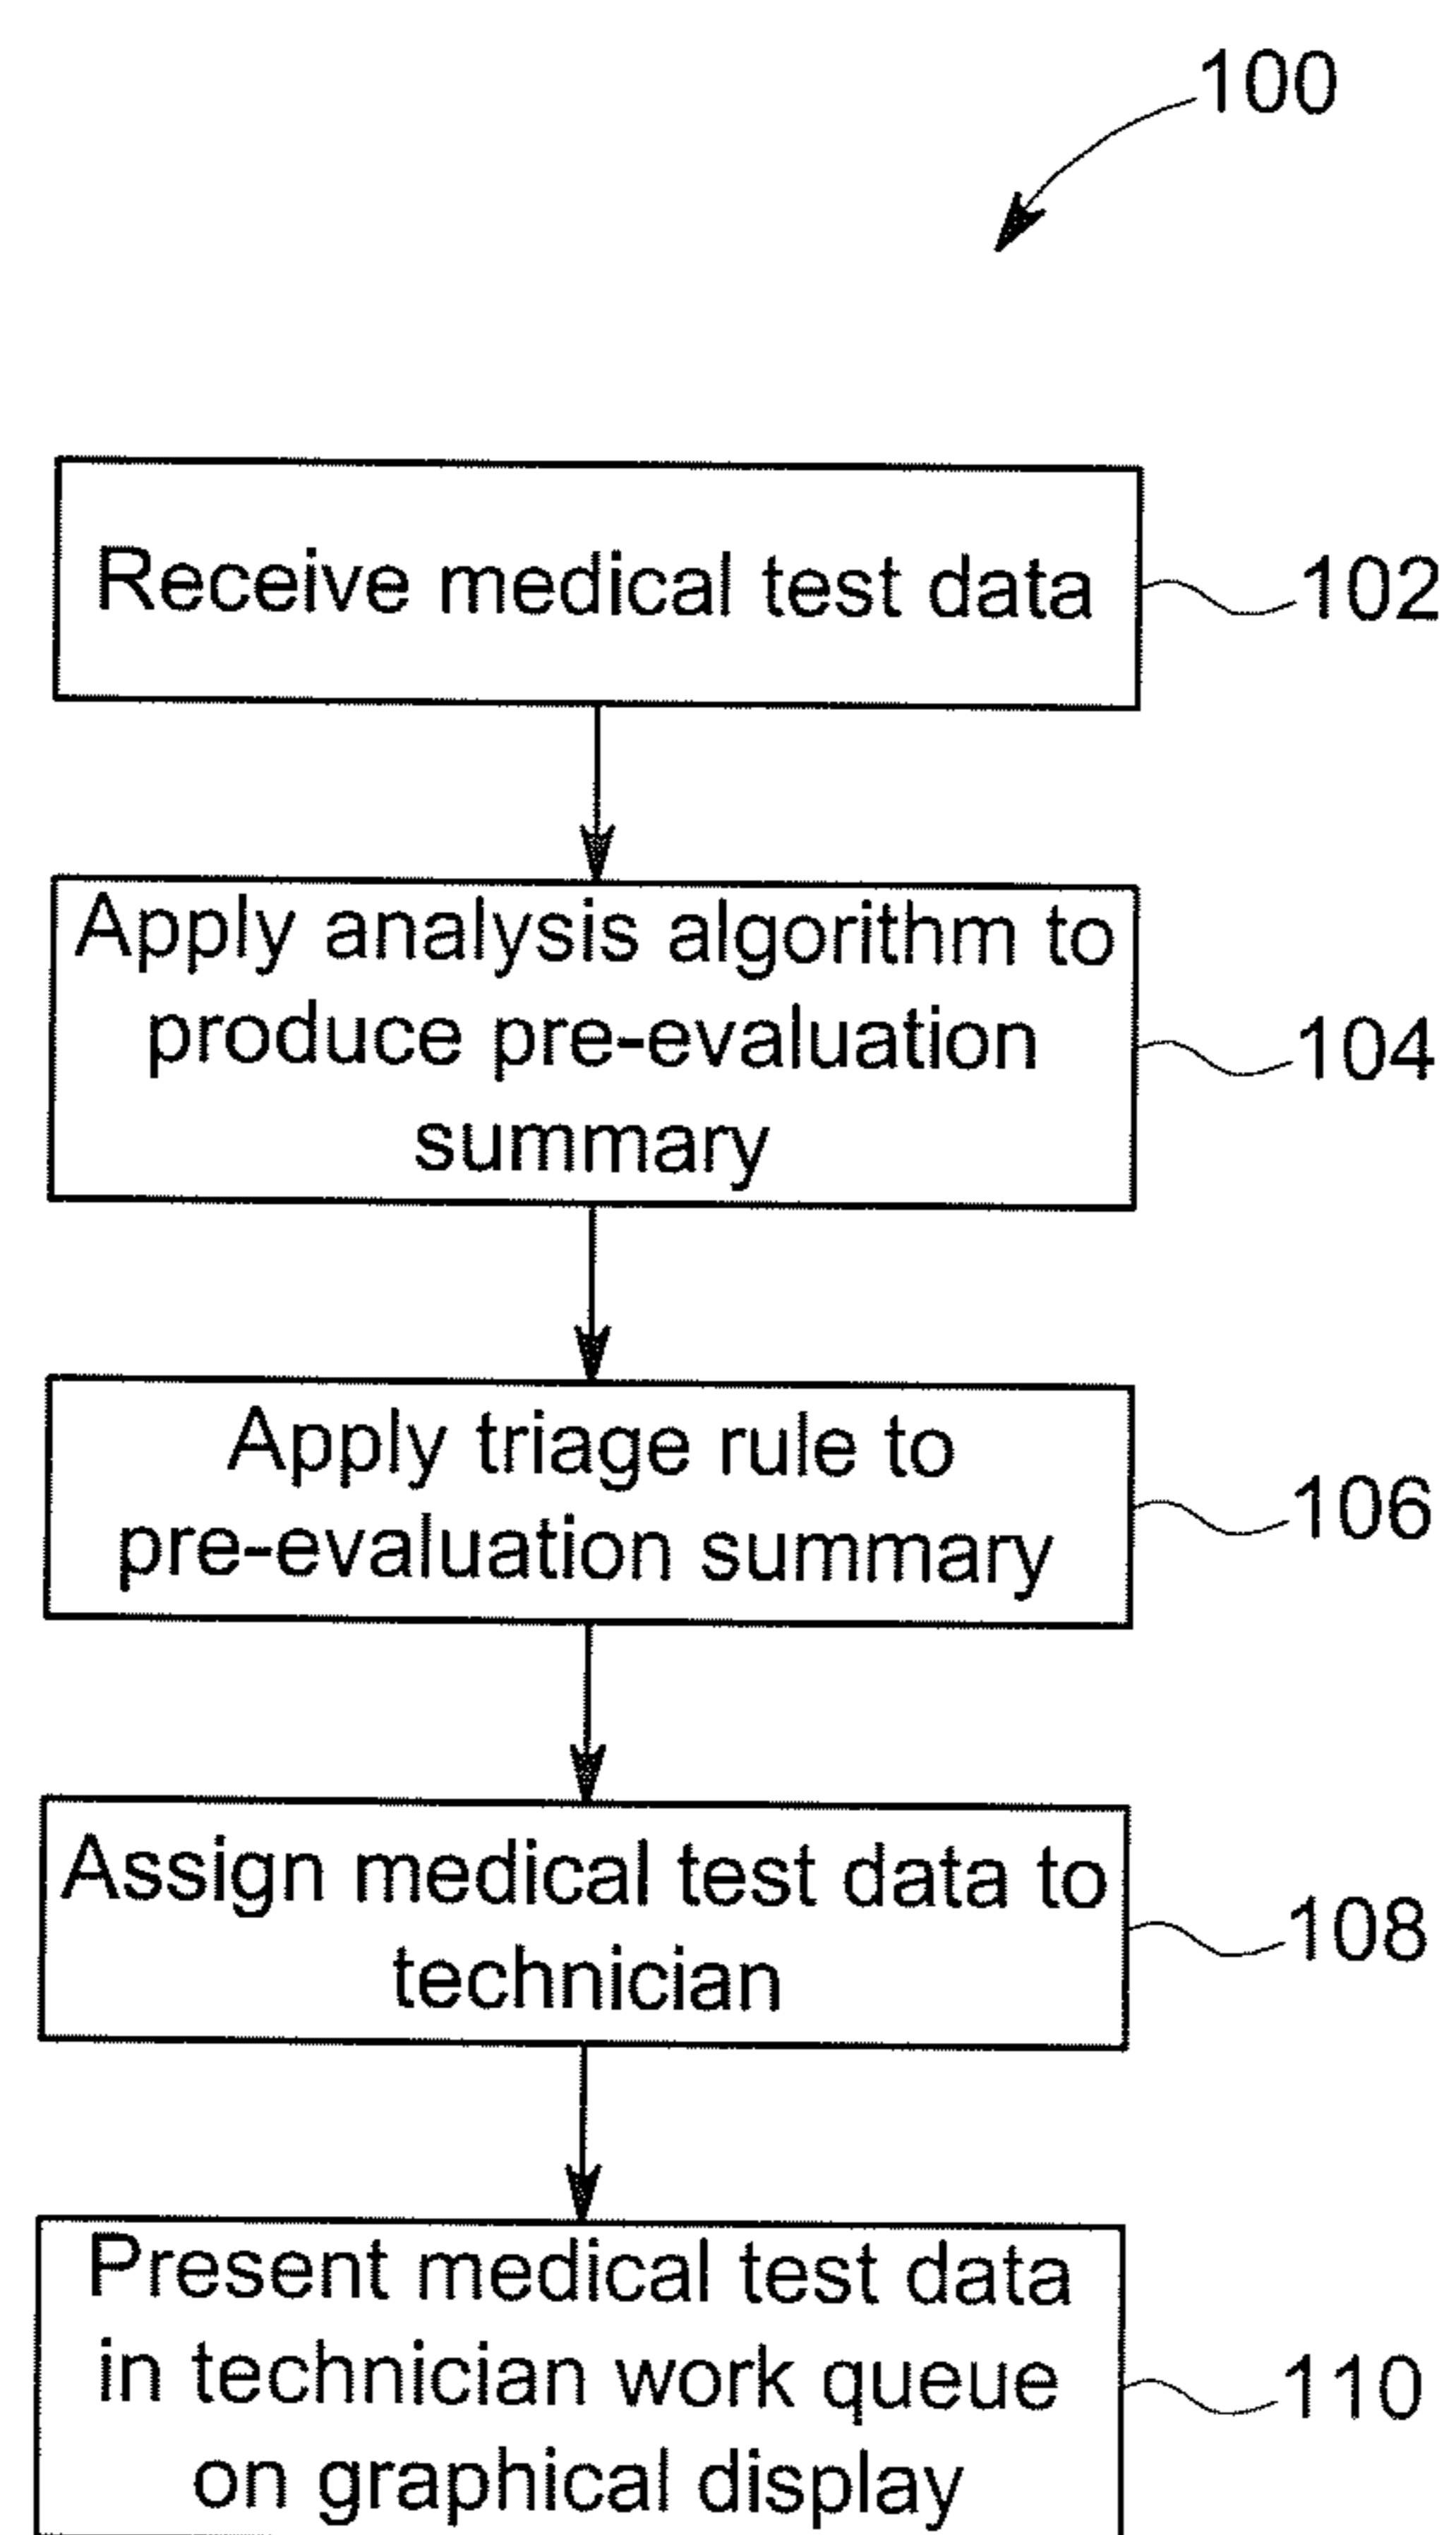 100
Receive medical test data
102
Apply analysis algorithm to
produce pre-evaluation
summary
104
Apply triage rule to
pre-evaluation summary
106
Assign medical test data to
technician
108
Present medical test data
in technician work queue
on graphical display
110